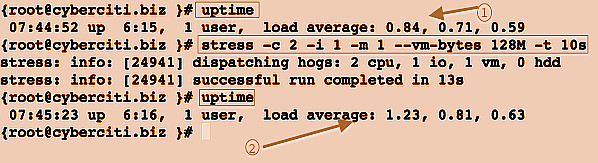 {root@cyberciti.biz }# uptime
07:44:52 up 6:15, 1 user, load average: 0.84, 0.71, 0.59
1
{root@cyberciti.biz }# stress -c 2 -i 1 -m 1 --vm-bytes 128M -t 10s
stress: info: [24941] dispatching hogs: 2 cpu, 1 io, 1 vm, 0 hdd
stress: info: [24941] successful run completed in 13s
{root@cyberciti.biz }# uptime
07:45:23 up 6:16, 1 user, load average: 1.23, 0.81, 0.63
{root@cyberciti.biz }#
2